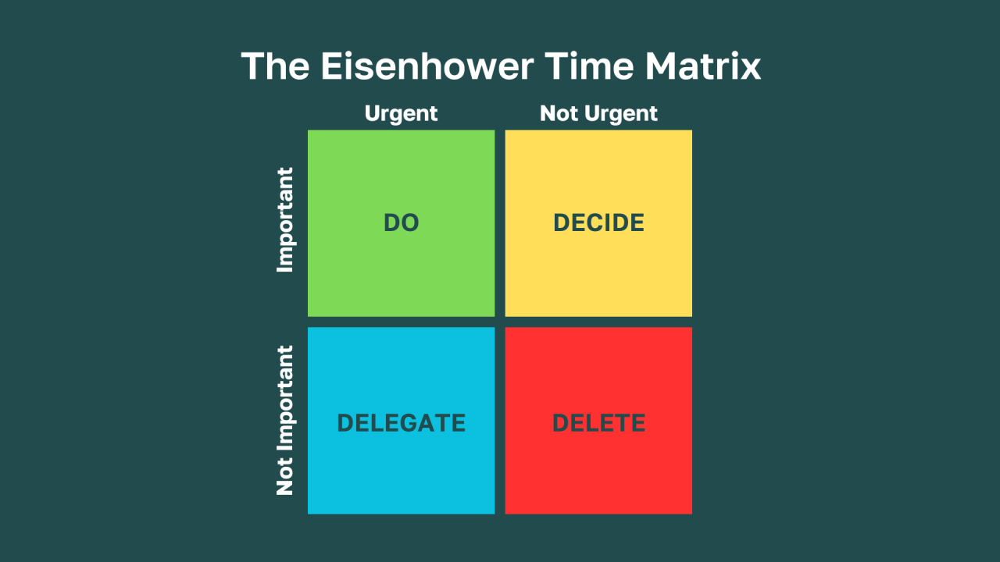 The Eisenhower Time Matrix
Urgent
Not Urgent
Important
DO
DECIDE
Not Important
DELEGATE
DELETE